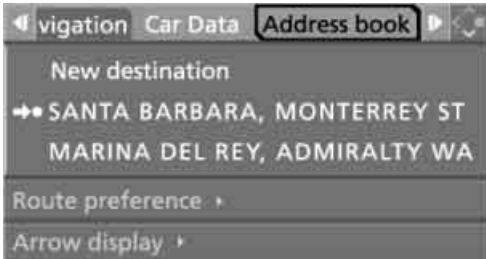 vigation Car Data Address book
New destination
SANTA BARBARA, MONTERREY ST
MARINA DEL REY, ADMIRALTY WA
Route preference
Arrow display